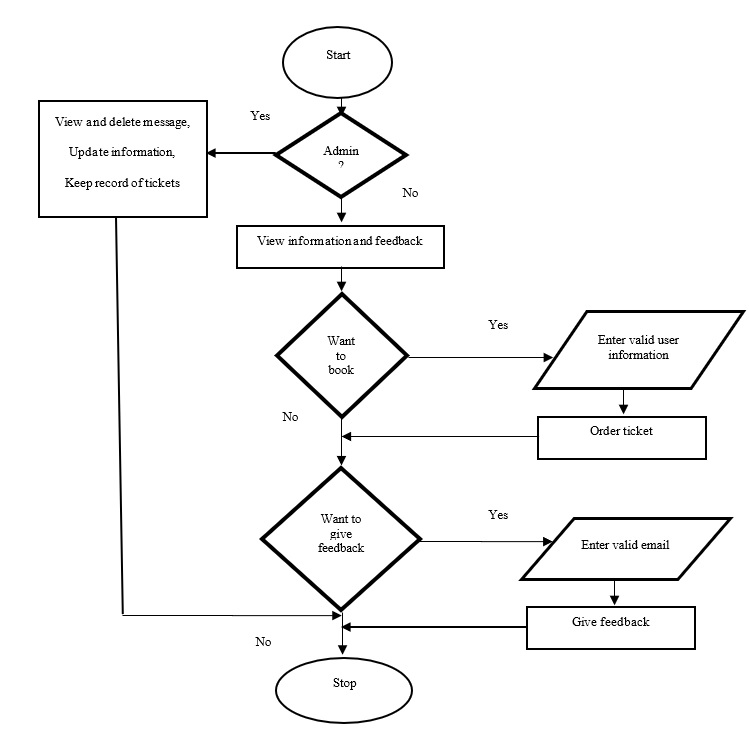 Start
Yes
View and delete message,
Update information,
Keep record of tickets
Admin
?
No
View information and feedback
Want
to
book
Yes
Enter valid user
information
No
Order ticket
Want to
give
feedback
Yes
Enter valid email
Give feedback
No
Stop